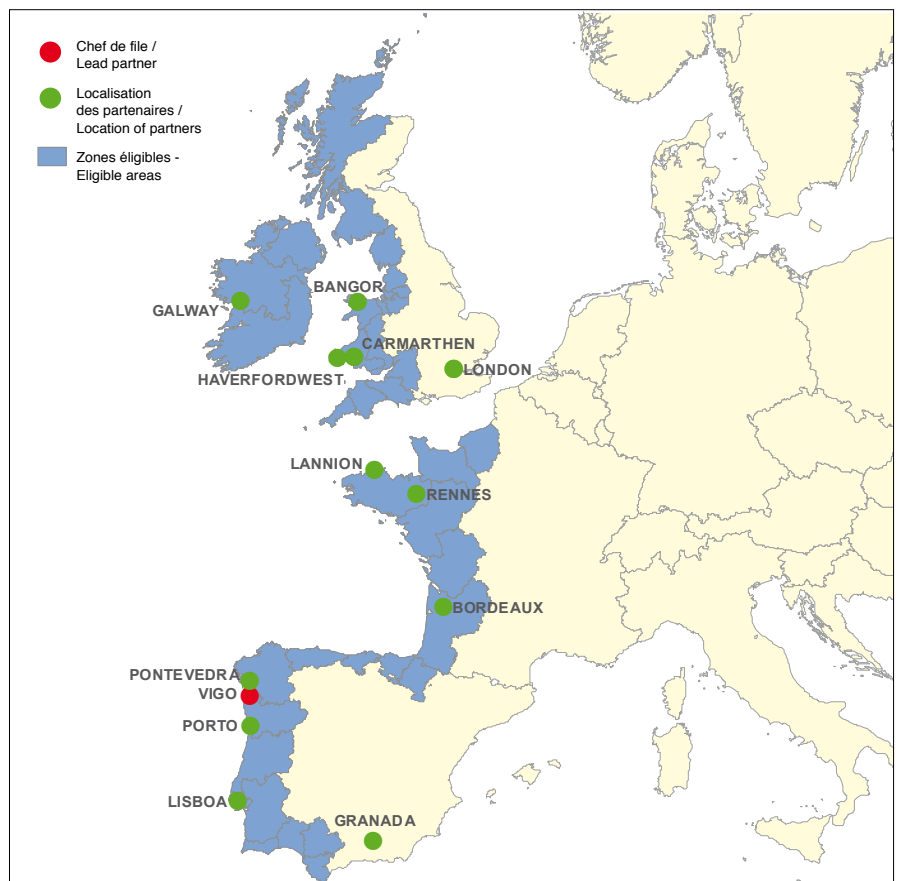 Chef de file /
Lead partner
Localisation
des partenaires /
Location of partners
Zones éligibles -
Eligible areas
BANGOR
GALWAY
CARMARTHEN
LONDON
HAVERFORDWEST
LANNION
RENNES
BORDEAUX
PONTEVEDRA
VIGO
PORTO
LISBOA
GRANADA